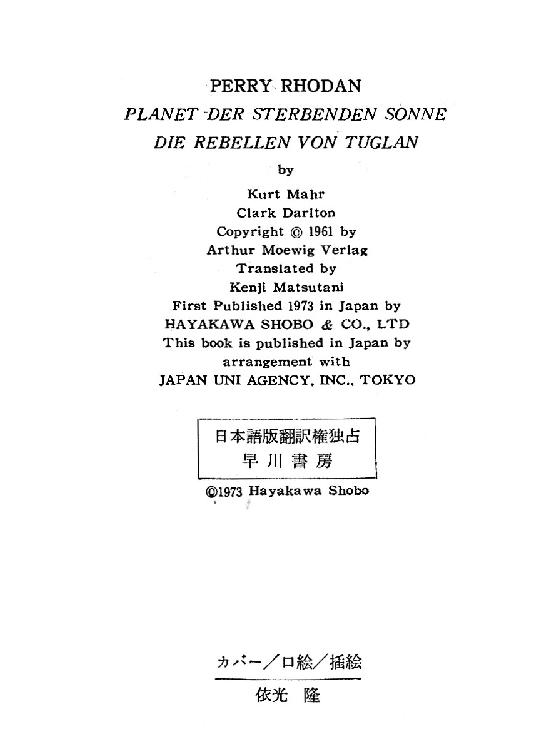 PERRY RHODAN
PLANET DER STERBENDEN SONNE
DIE REBELLEN VON TUGLAN
by
Kurt Mahr
Clark Darlton
Copyright © 1961 by
Arthur Moewig Verlag
Translated by
Kenji Matsutani
First Published 1973 in Japan by
HAYAKAWA SHOBO & CO., LTD
This book is published in Japan by
arrangement with
JAPAN UNI AGENCY, INC., TOKYO
日本語版翻訳権独占
早川書房
©1973 Hayakawa Shobo
カバー/口絵/插絵
依光 隆